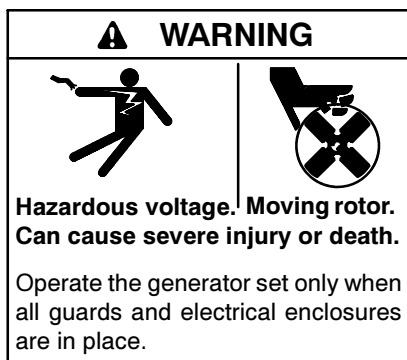 WARNING
Hazardous voltage. Moving rotor.
Can cause severe injury or death.
Operate the generator set only when
all guards and electrical enclosures
are in place.